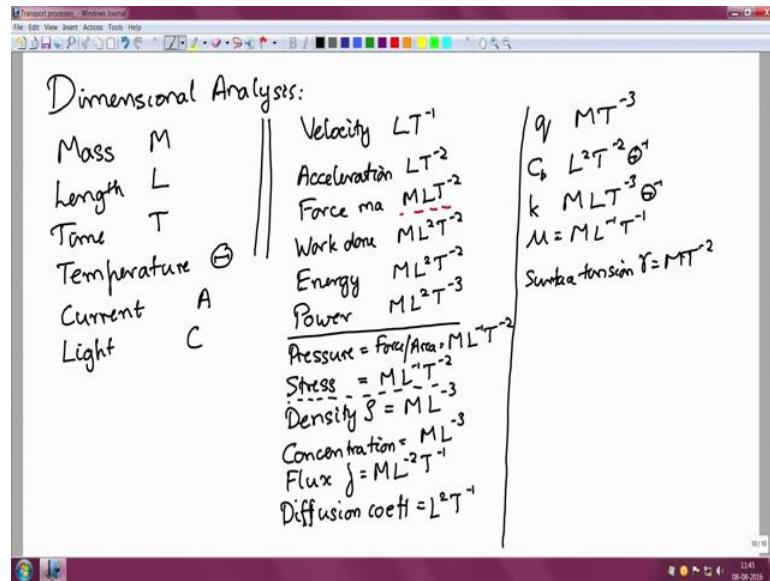 Transport processes_ - Windows Journal
File Edit View Insert Actions Tools Help
Dimensional Analysis:
Mass M
Length L
Time T
Temperature Θ
Current A
Light C
Velocity LT⁻¹
Acceleration LT⁻²
Force ma MLT⁻²
Work done ML²T⁻²
Energy ML²T⁻²
Power ML²T⁻³
Pressure = Force/Area = ML⁻¹T⁻²
Stress = ML⁻¹T⁻²
Density ρ = ML⁻³
Concentration = ML⁻³
Flux j = ML⁻²T⁻¹
Diffusion coeff = L²T⁻¹
q MT⁻³
Cₚ L²T⁻²Θ⁻¹
k MLT⁻³Θ⁻¹
μ = ML⁻¹T⁻¹
Surface tension γ = MT⁻²
10/10
11:45
08-08-2016